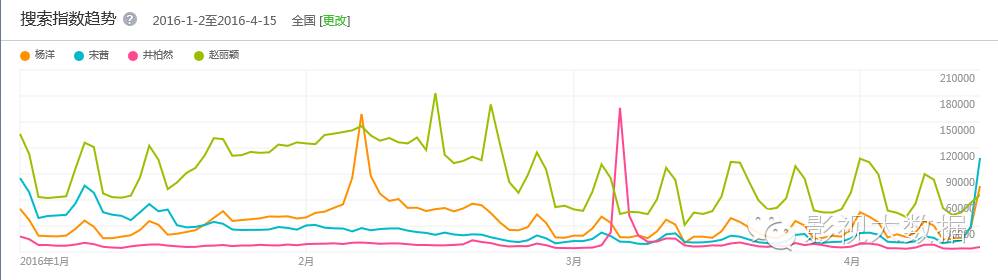 搜索指数趋势 ? 2016-1-2至2016-4-15 全国 [更改]
杨洋 宋茜 井柏然 赵丽颖
210000
180000
150000
120000
90000
60000
影视大数据
2016年1月 2月 3月 4月